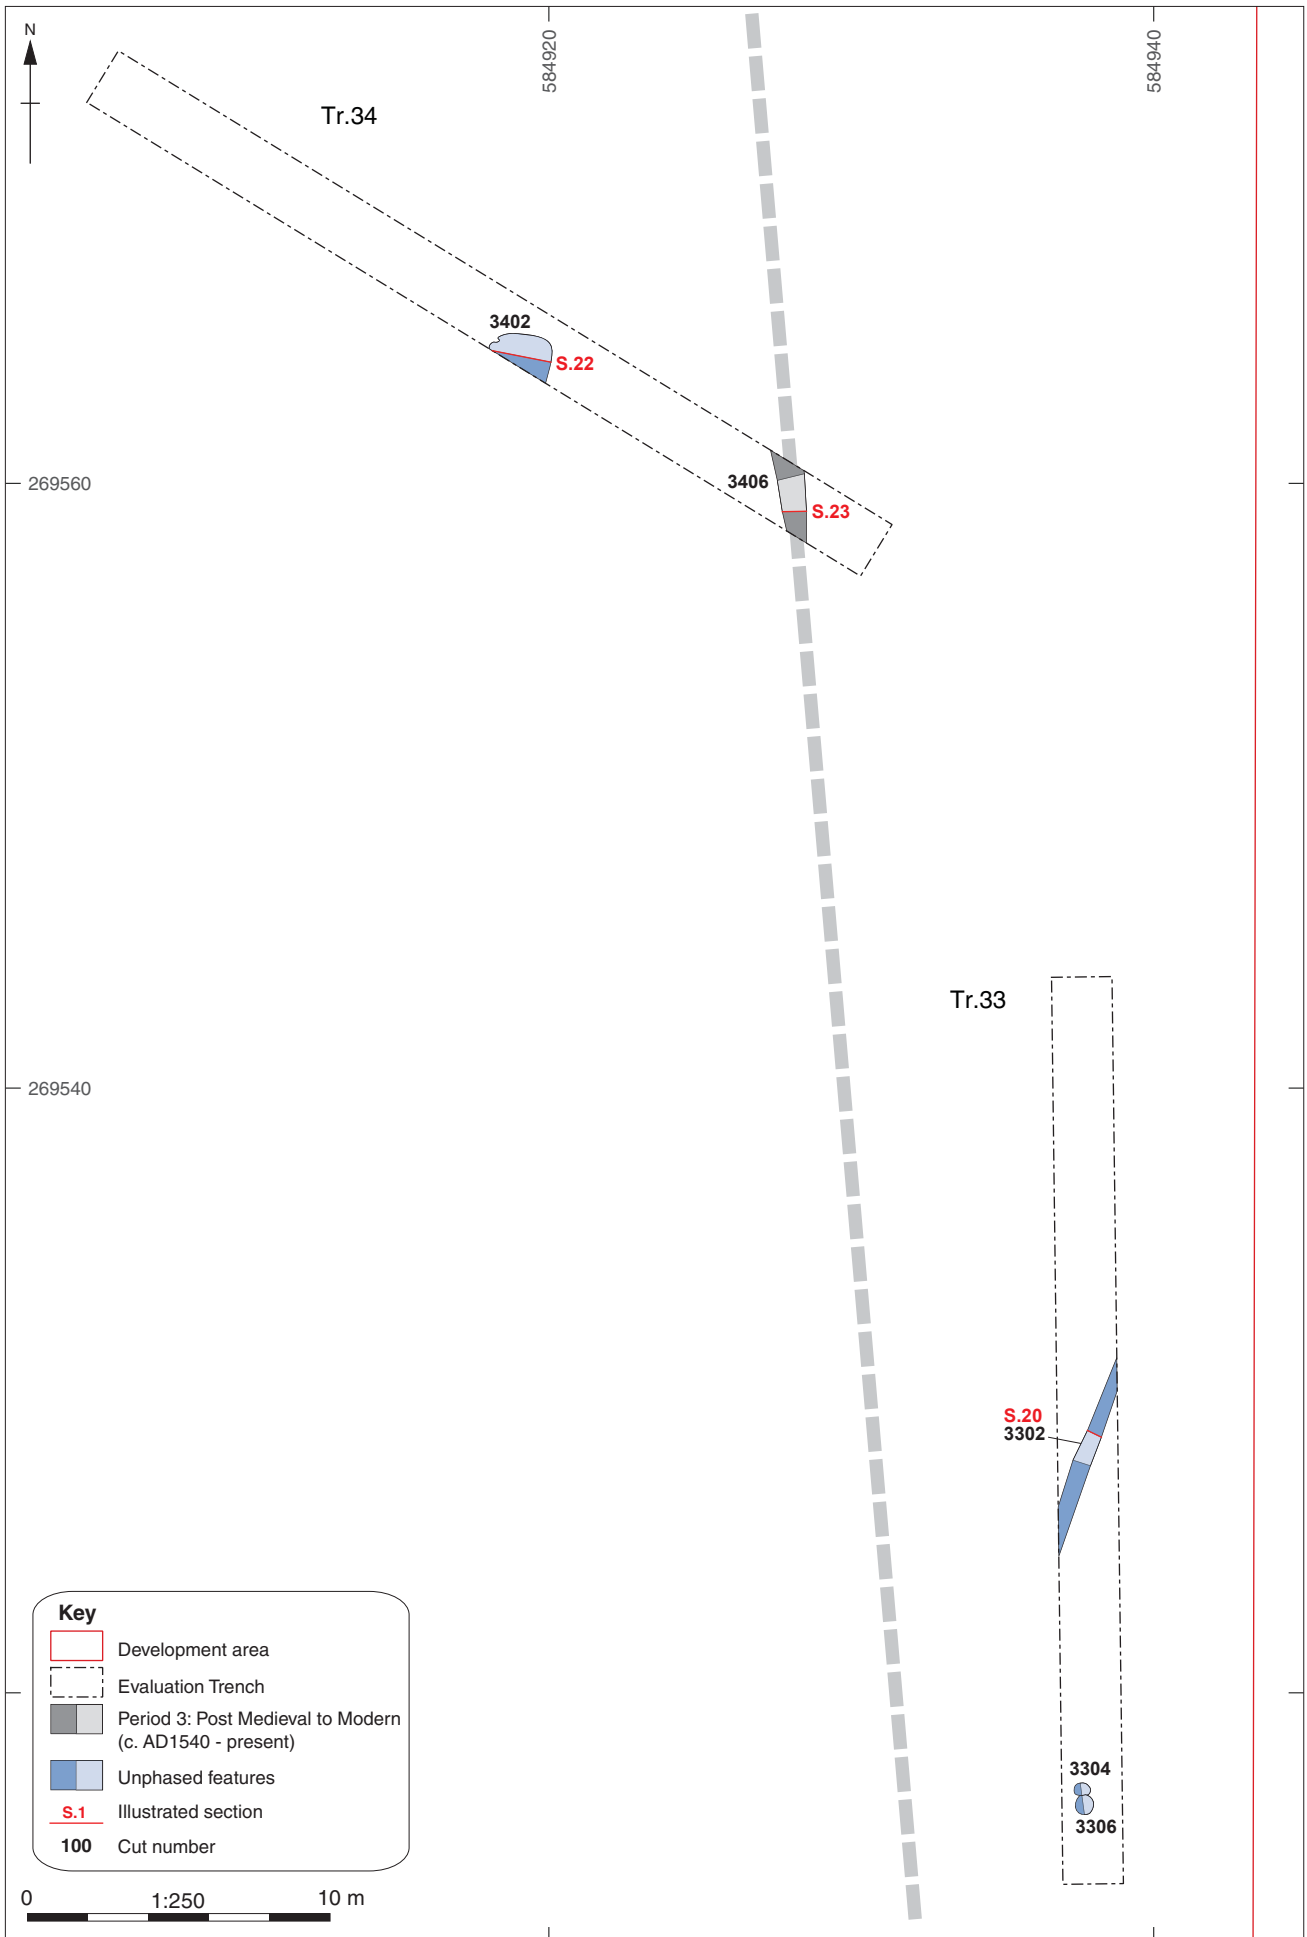 N
584920
584940
Tr.34
3402
S.22
269560
3406
S.23
Tr.33
269540
S.20
3302
3304
3306
Key
Development area
Evaluation Trench
Period 3: Post Medieval to Modern
(c. AD1540 - present)
Unphased features
S.1 Illustrated section
100 Cut number
0 1:250 10 m